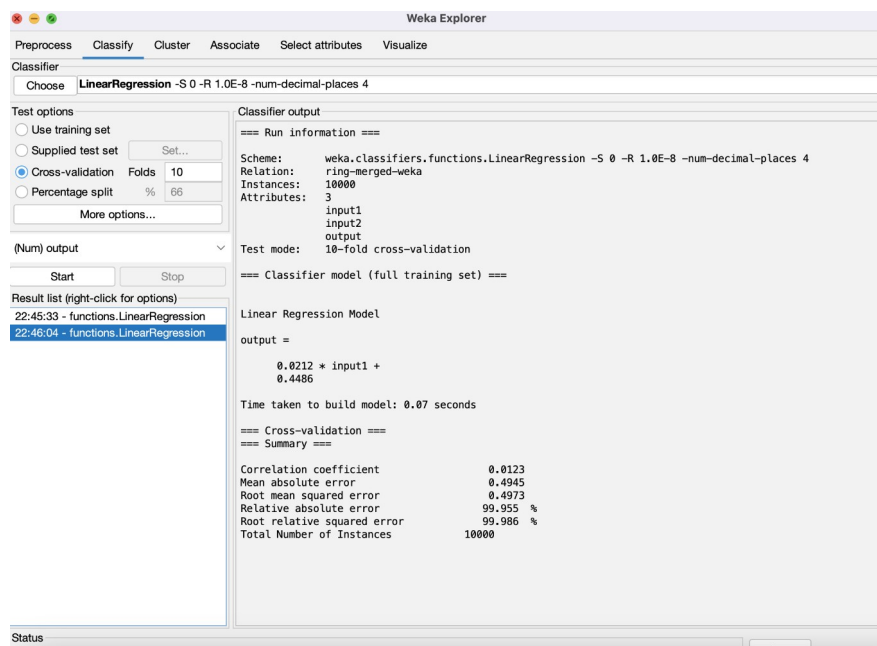 Weka Explorer
Preprocess Classify Cluster Associate Select attributes Visualize
Classifier
Choose LinearRegression -S 0 -R 1.0E-8 -num-decimal-places 4
Test options
Use training set
Supplied test set Set...
Cross-validation Folds 10
Percentage split % 66
More options...
(Num) output
Start Stop
Result list (right-click for options)
22:45:33 - functions.LinearRegression
22:46:04 - functions.LinearRegression
Classifier output
=== Run information ===
Scheme: weka.classifiers.functions.LinearRegression -S 0 -R 1.0E-8 -num-decimal-places 4
Relation: ring-merged-weka
Instances: 10000
Attributes: 3
input1
input2
output
Test mode: 10-fold cross-validation
=== Classifier model (full training set) ===
Linear Regression Model
output =
0.0212 * input1 +
0.4486
Time taken to build model: 0.07 seconds
=== Cross-validation ===
=== Summary ===
Correlation coefficient 0.0123
Mean absolute error 0.4945
Root mean squared error 0.4973
Relative absolute error 99.955 %
Root relative squared error 99.986 %
Total Number of Instances 10000
Status